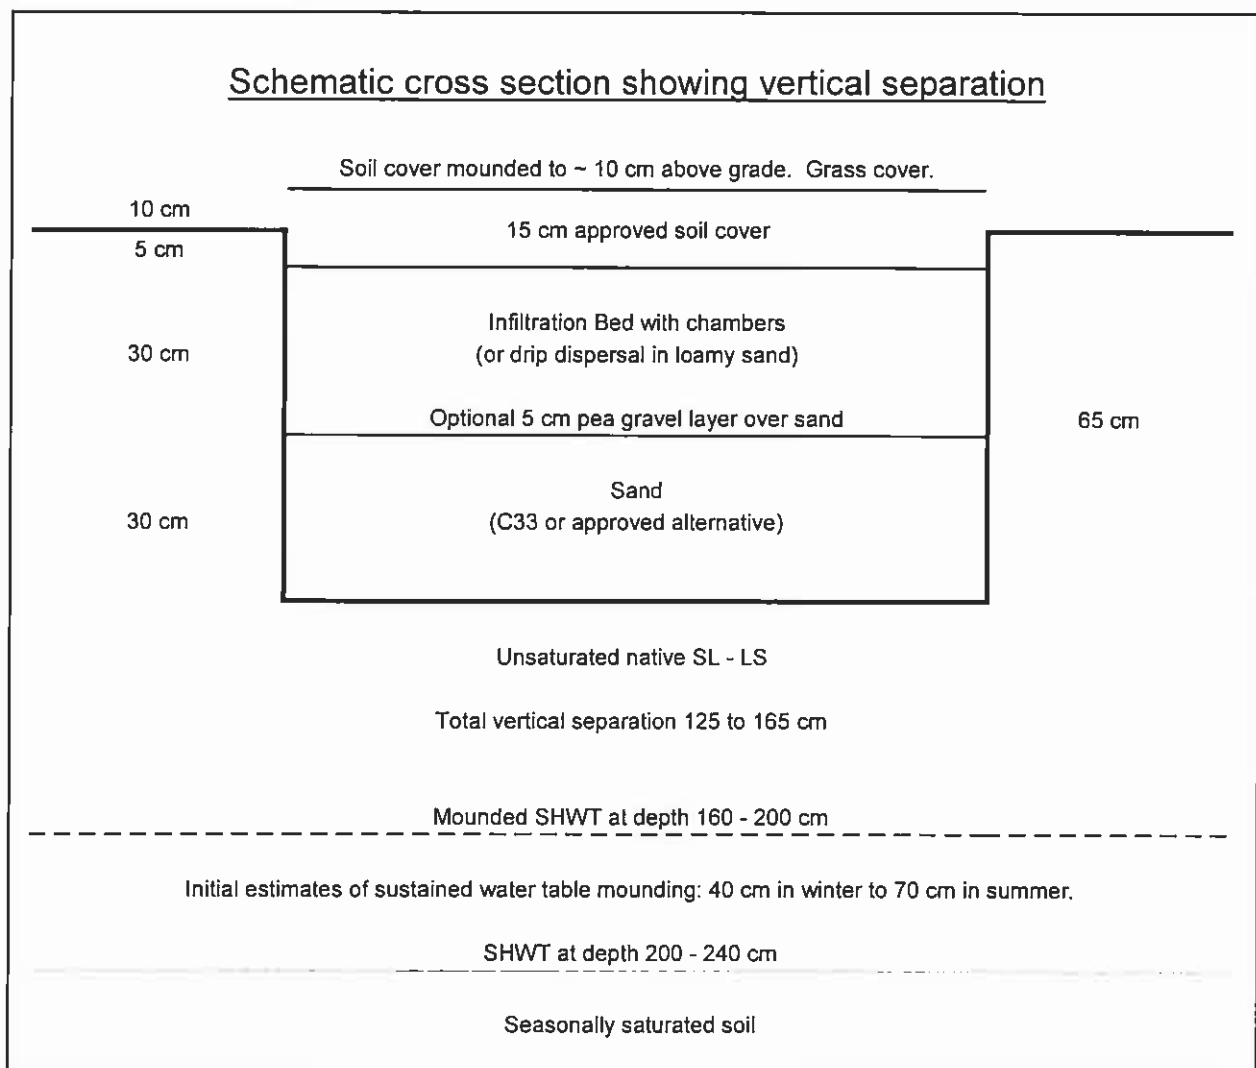 Schematic cross section showing vertical separation
Soil cover mounded to ~ 10 cm above grade.  Grass cover.
10 cm
15 cm approved soil cover
5 cm
Infiltration Bed with chambers
30 cm
(or drip dispersal in loamy sand)
Optional 5 cm pea gravel layer over sand
65 cm
Sand
30 cm
(C33 or approved alternative)
Unsaturated native SL - LS
Total vertical separation 125 to 165 cm
Mounded SHWT at depth 160 - 200 cm
Initial estimates of sustained water table mounding: 40 cm in winter to 70 cm in summer.
SHWT at depth 200 - 240 cm
Seasonally saturated soil